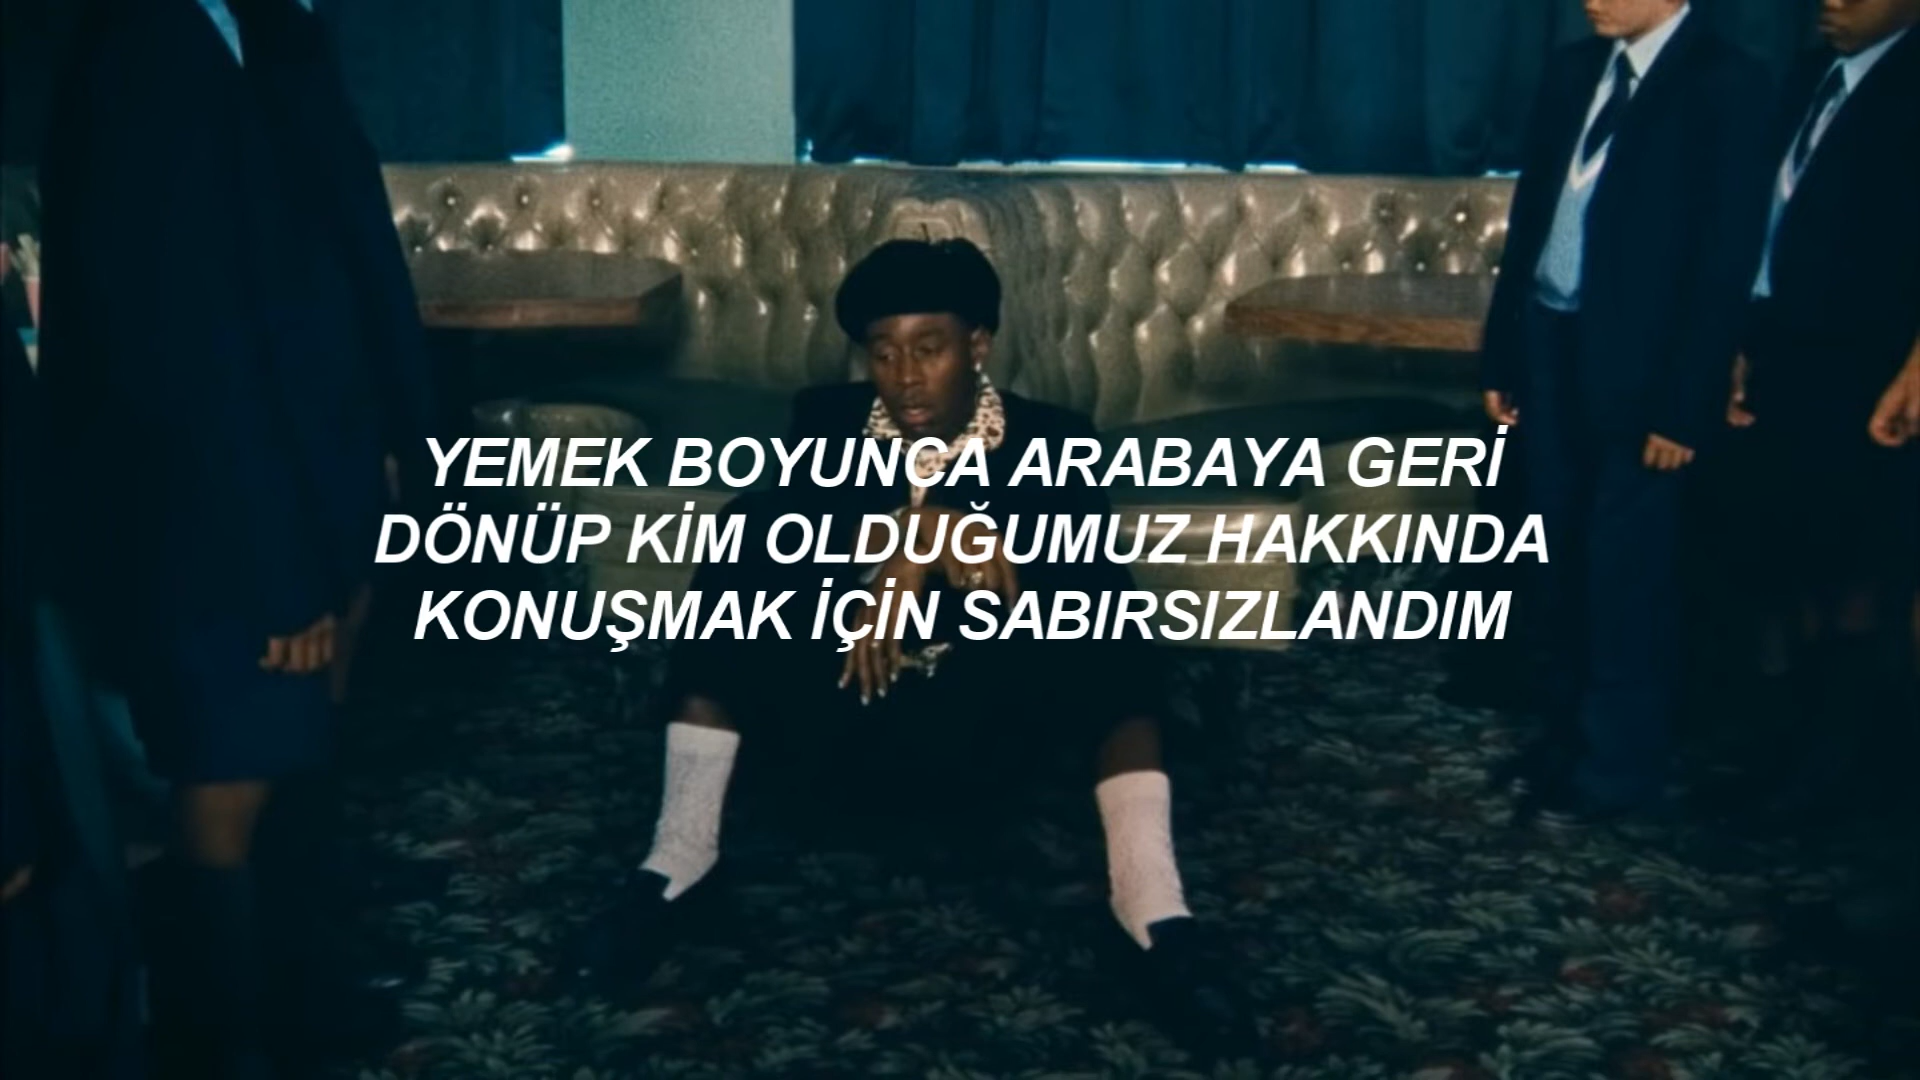 YEMEK BOYUNCA ARABAYA GERİ
DÖNÜP KİM OLDUĞUMUZ HAKKINDA
KONUŞMAK İÇİN SABIRSIZLANDIM